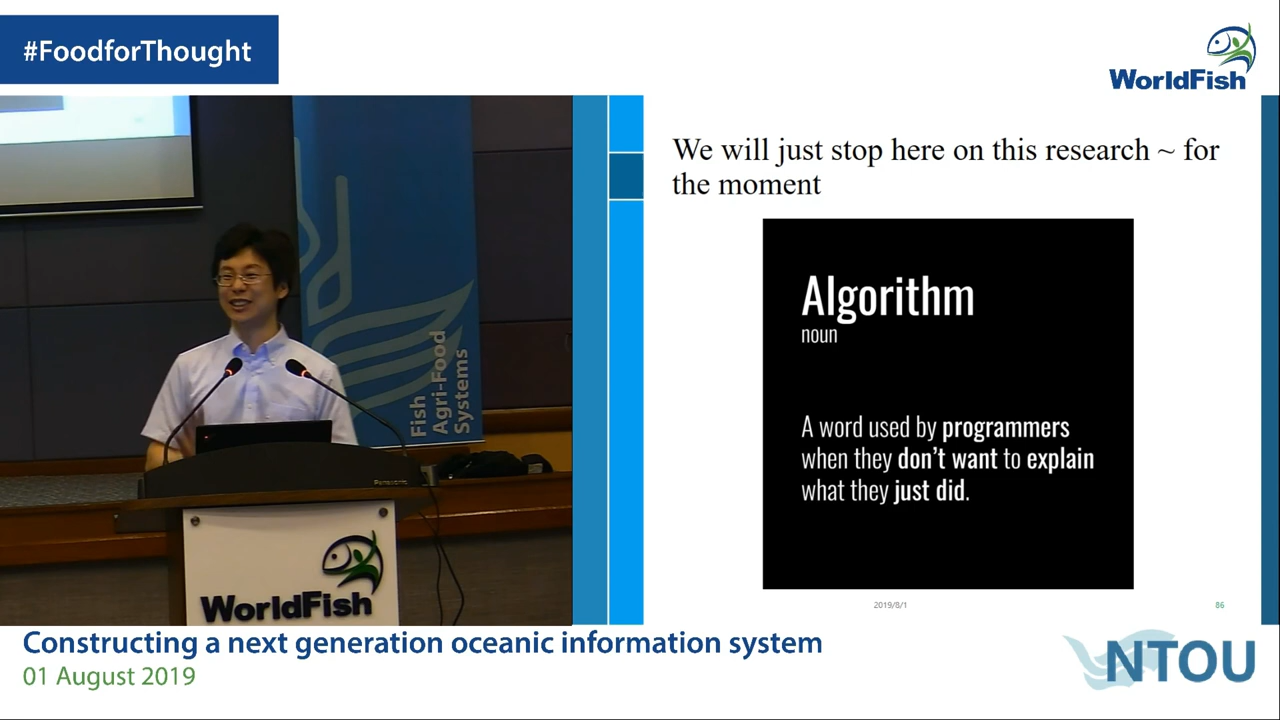 #FoodforThought
WorldFish
We will just stop here on this research ~ for
the moment
Algorithm
noun
A word used by programmers
when they don't want to explain
what they just did.
2019/8/1
86
Fish
Agri-Food
Systems
Panasonic
WorldFish
Constructing a next generation oceanic information system
01 August 2019
NTOU